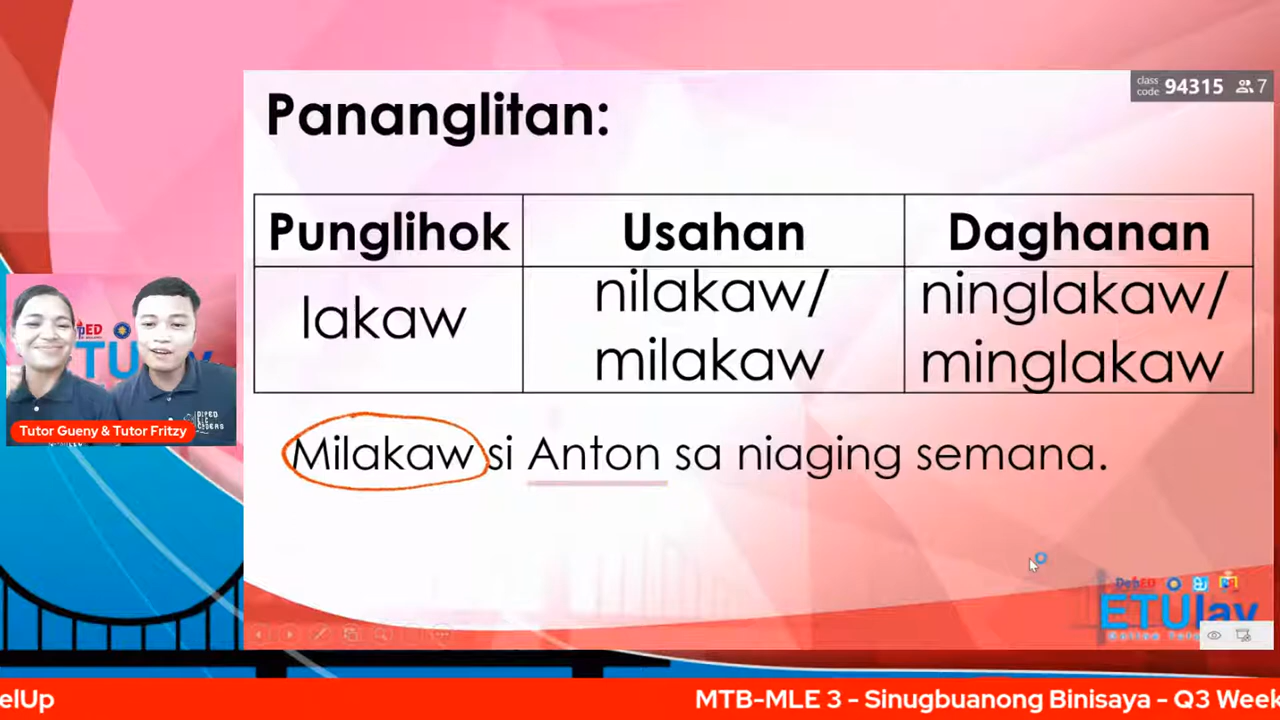 Pananglitan:
class code 94315 7
Punglihok Usahan Daghanan
lakaw nilakaw/ milakaw ninglakaw/ minglakaw
Milakaw si Anton sa niaging semana.
Tutor Gueny & Tutor Fritzy
DepED
ETUlay
elUp
MTB-MLE 3 - Sinugbuanong Binisaya - Q3 Week